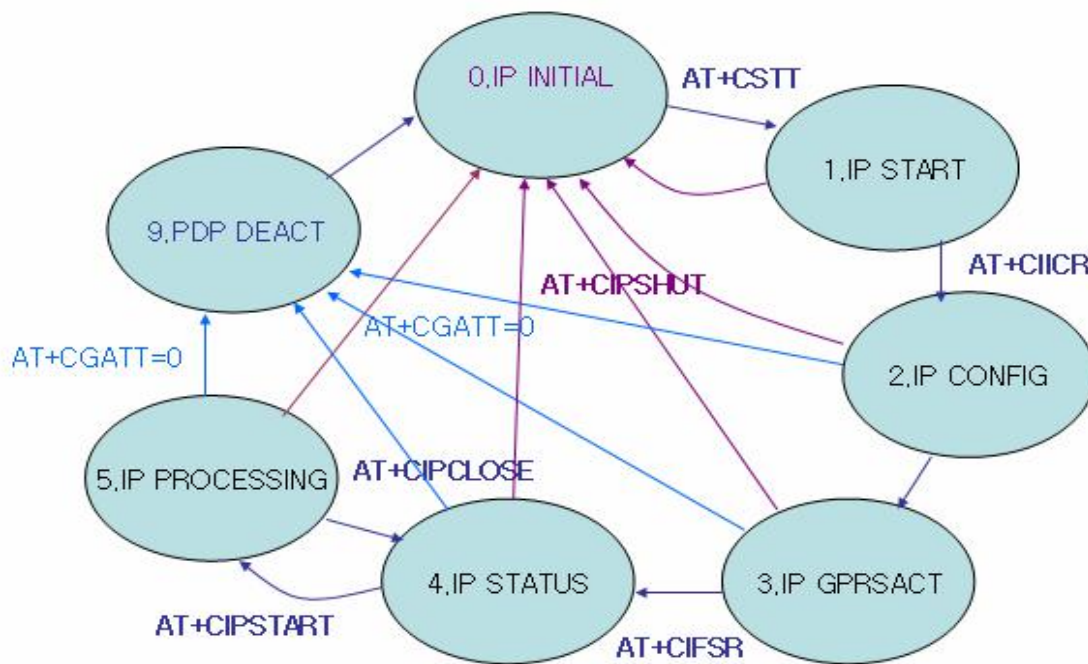 0,IP INITIAL
AT+CSTT
1,IP START
9,PDP DEACT
AT+CIICR
AT+CIPSHUT
AT+CGATT=0
AT+CGATT=0
2,IP CONFIG
5,IP PROCESSING
AT+CIPCLOSE
4,IP STATUS
3,IP GPRSACT
AT+CIPSTART
AT+CIFSR